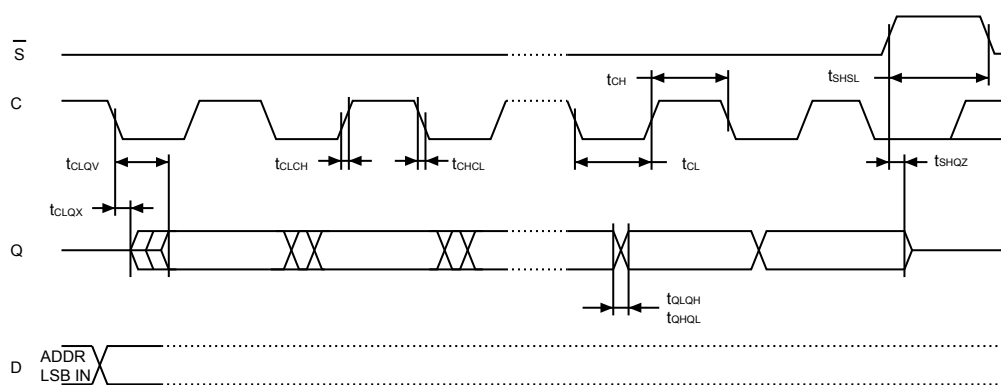 S
tCH
tSHSL
C
tCLQV
tCLCH
tCHCL
tCL
tSHQZ
tCLQX
Q
tQLQH
tQHQL
D
ADDR
LSB IN